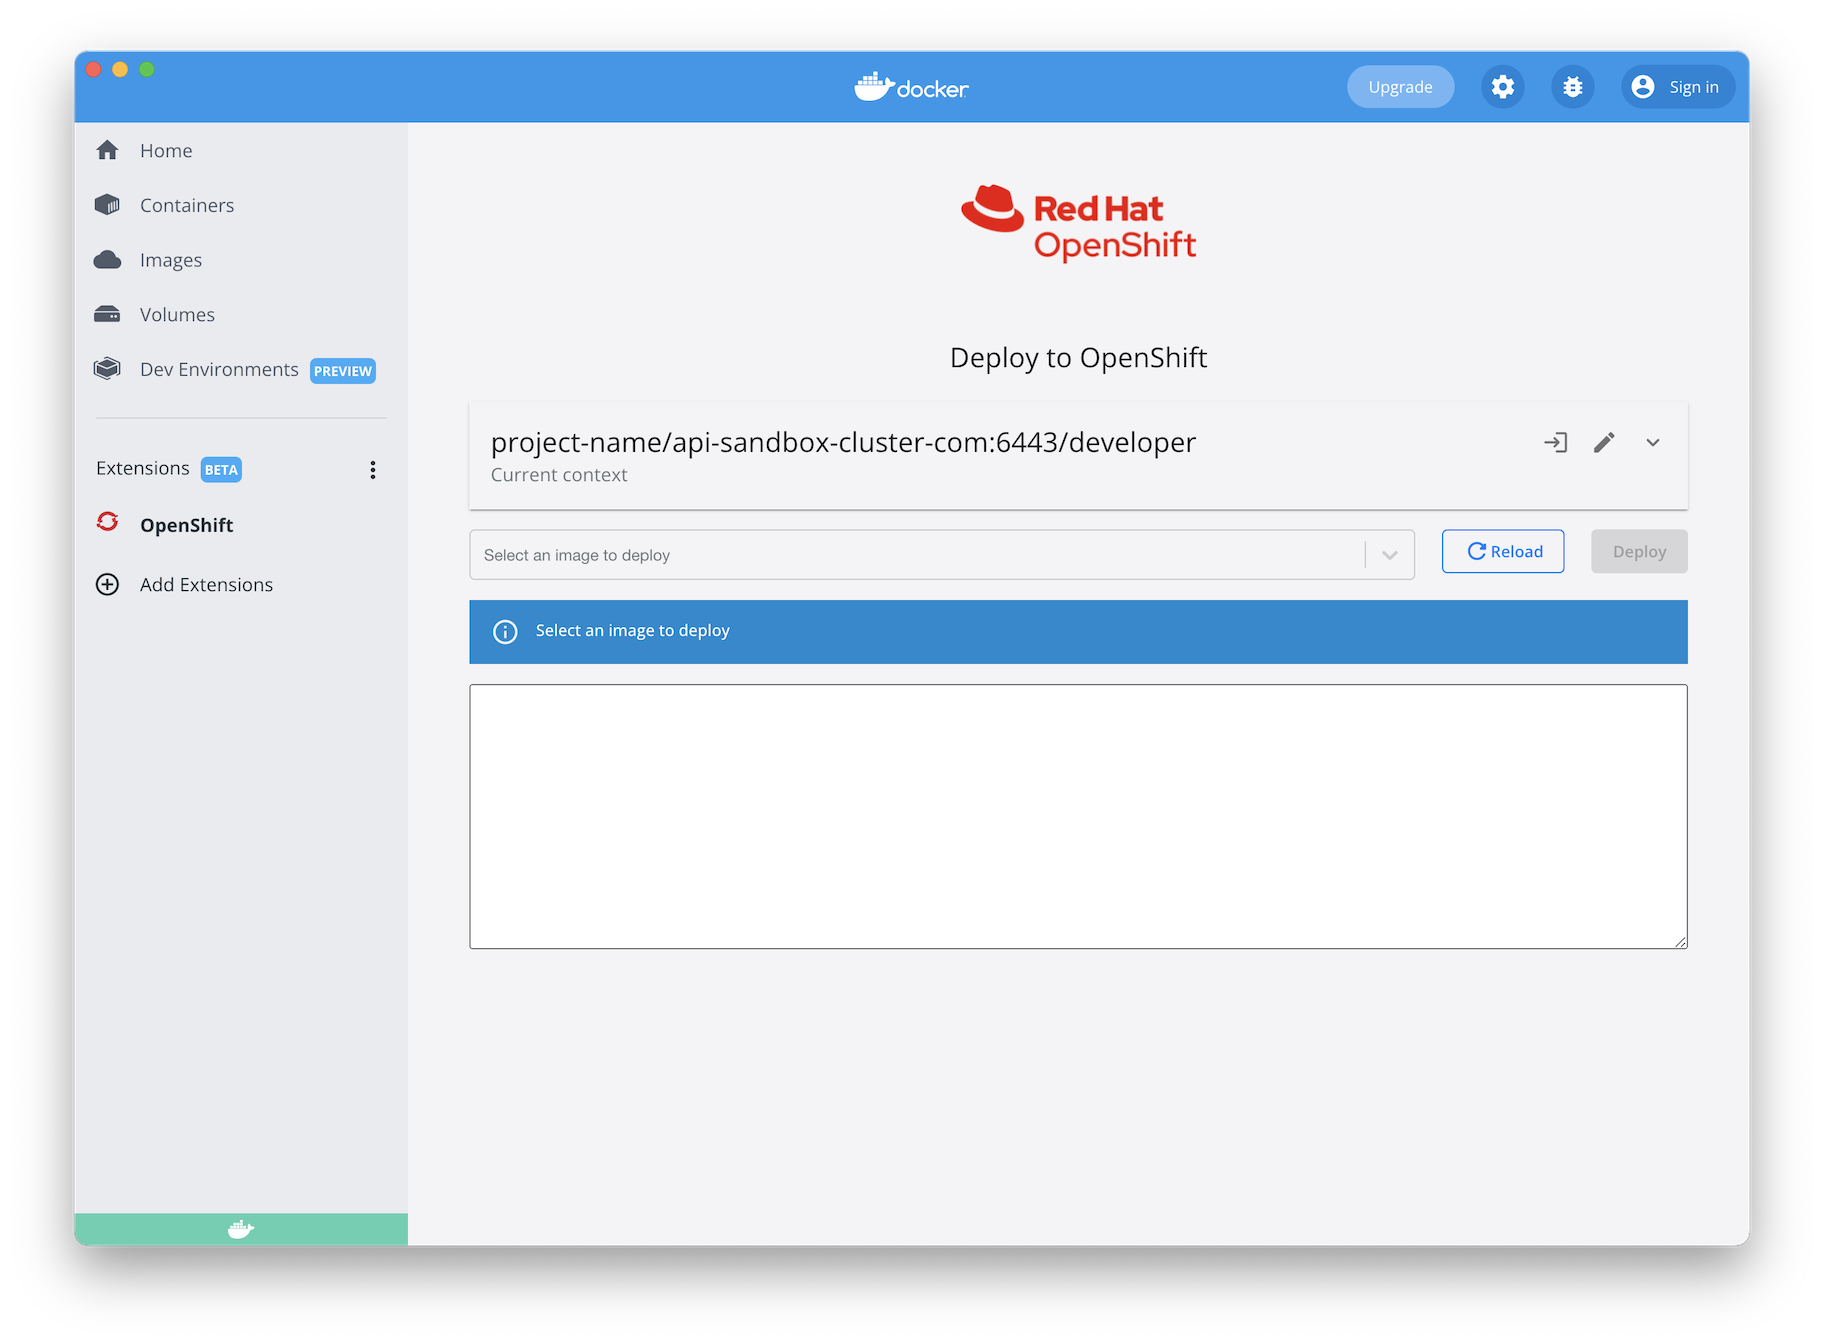 docker
Upgrade
Sign in
Home
Containers
Images
Volumes
Dev Environments PREVIEW
Extensions BETA
OpenShift
Add Extensions
Red Hat
OpenShift
Deploy to OpenShift
project-name/api-sandbox-cluster-com:6443/developer
Current context
Select an image to deploy
Reload
Deploy
Select an image to deploy